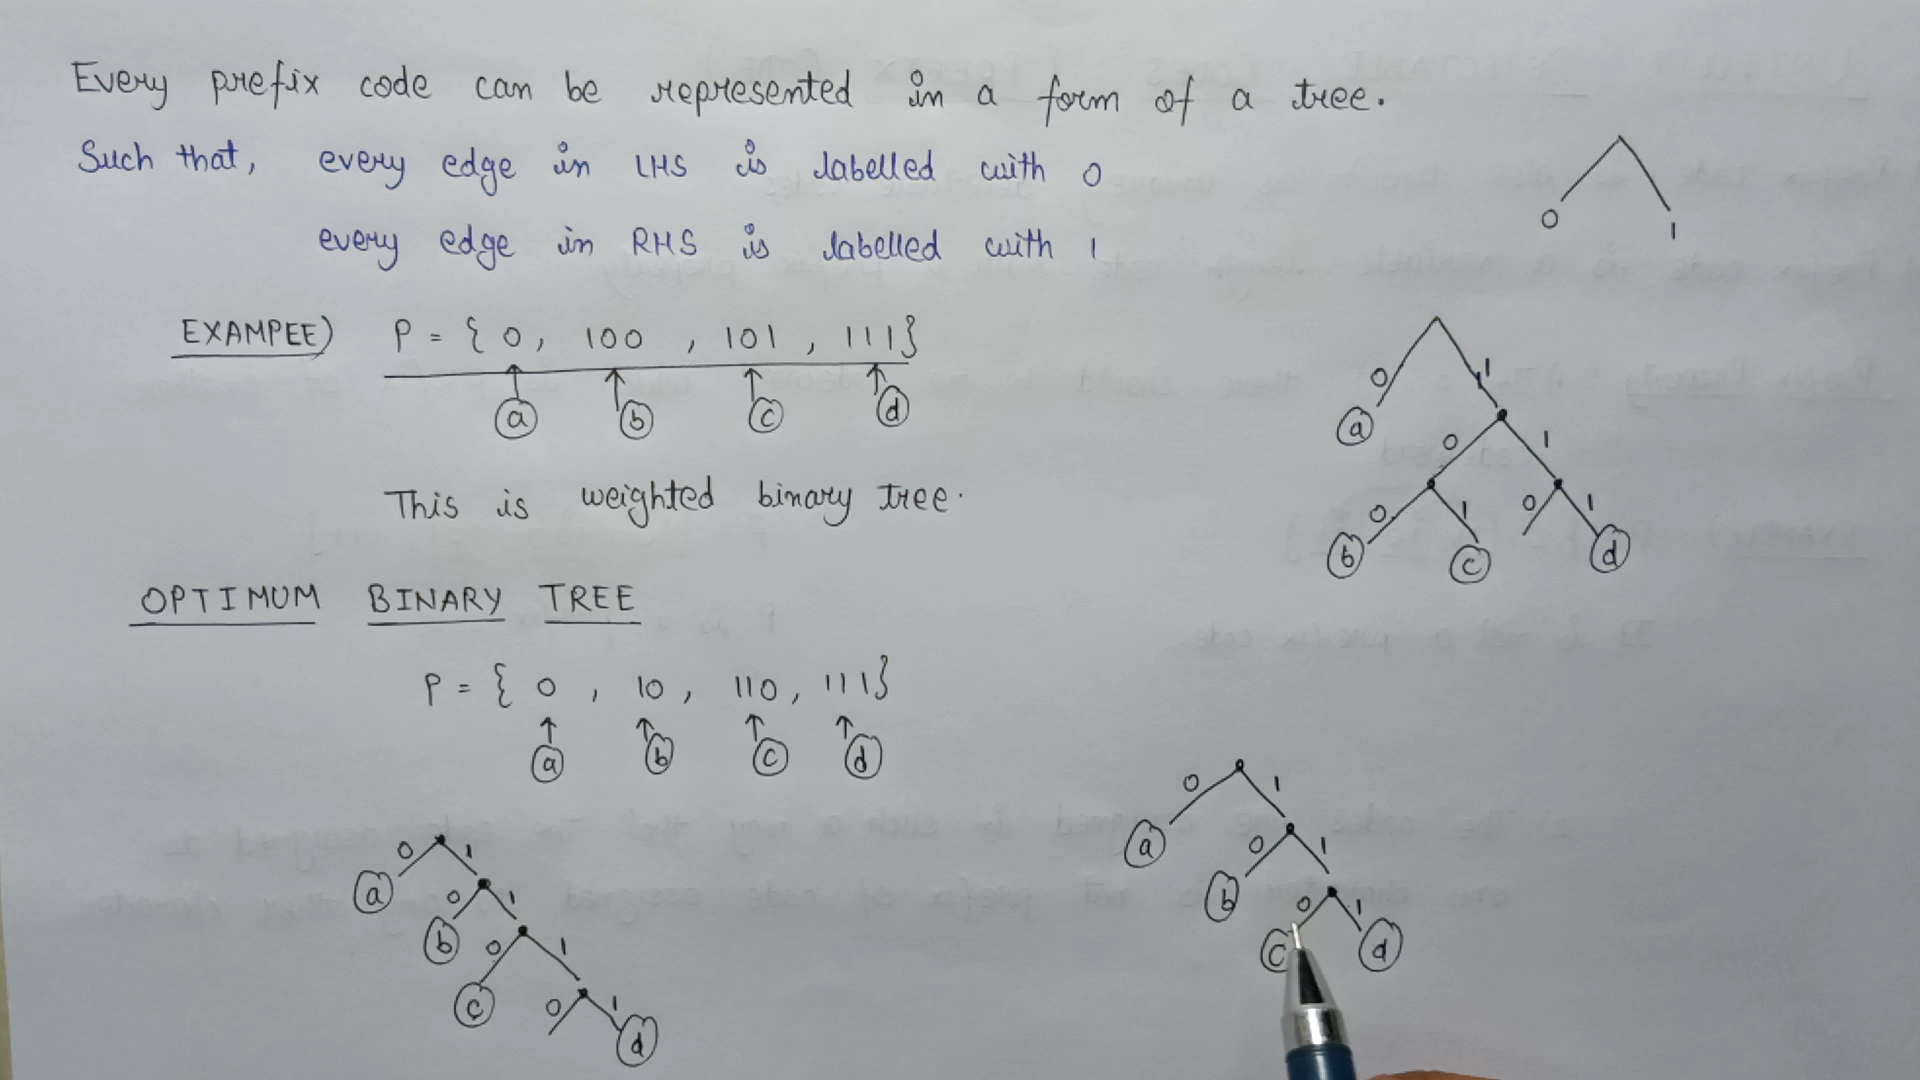 Every prefix code can be represented in a form of a tree.
Such that, every edge in LHS is labelled with 0
every edge in RHS is labelled with 1
0 1
EXAMPEE) P = { 0, 100 , 101 , 111}
a b c d
0 1
a
0 1
0 1 0 1
b c d
This is weighted binary tree.
OPTIMUM BINARY TREE
P = { 0 , 10 , 110 , 111}
a b c d
0 1
a
0 1
b
0 1
c
0 1
d
0 1
a
0 1
b
0 1
c d